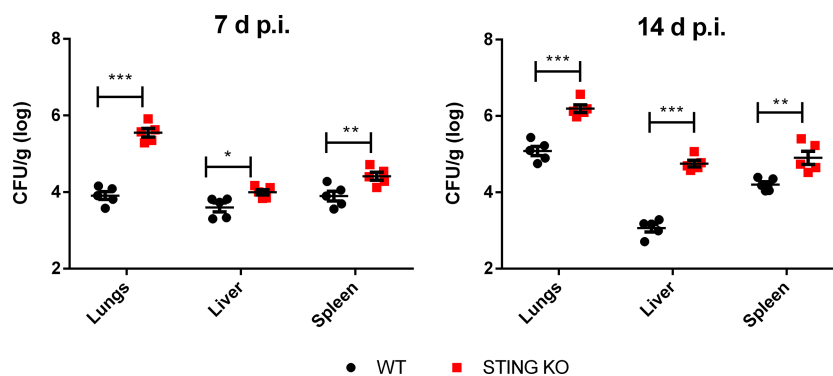 7 d p.i.
CFU/g (log)
8
6
4
2
***
*
**
Lungs
Liver
Spleen
14 d p.i.
CFU/g (log)
8
6
4
2
***
***
**
Lungs
Liver
Spleen
WT
STING KO